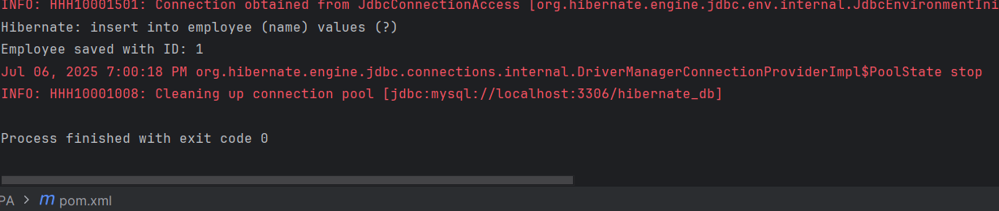 INFO: HHH10001501: Connection obtained from JdbcConnectionAccess [org.hibernate.engine.jdbc.env.internal.JdbcEnvironmentIni
Hibernate: insert into employee (name) values (?)
Employee saved with ID: 1
Jul 06, 2025 7:00:18 PM org.hibernate.engine.jdbc.connections.internal.DriverManagerConnectionProviderImpl$PoolState stop
INFO: HHH10001008: Cleaning up connection pool [jdbc:mysql://localhost:3306/hibernate_db]
Process finished with exit code 0
PA > m pom.xml